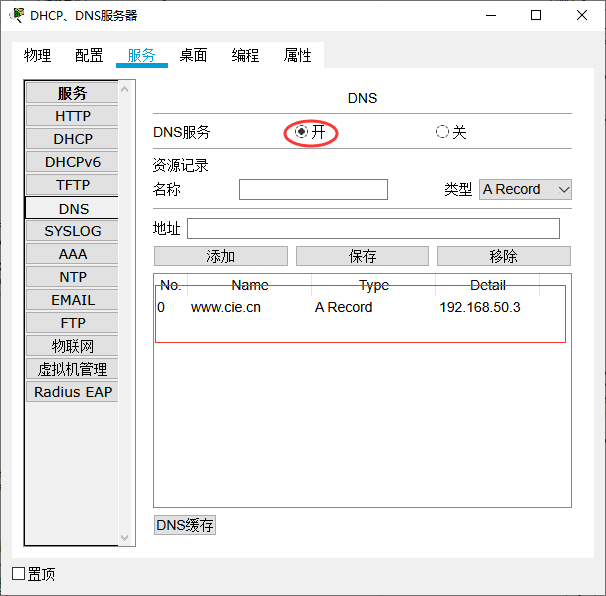 DHCP、DNS服务器
物理 配置 服务 桌面 编程 属性
服务
HTTP
DHCP
DHCPv6
TFTP
DNS
SYSLOG
AAA
NTP
EMAIL
FTP
物联网
虚拟机管理
Radius EAP
DNS
DNS服务 开 关
资源记录
名称 类型 A Record
地址
添加 保存 移除
No. Name Type Detail
0 www.cie.cn A Record 192.168.50.3
DNS缓存
置顶